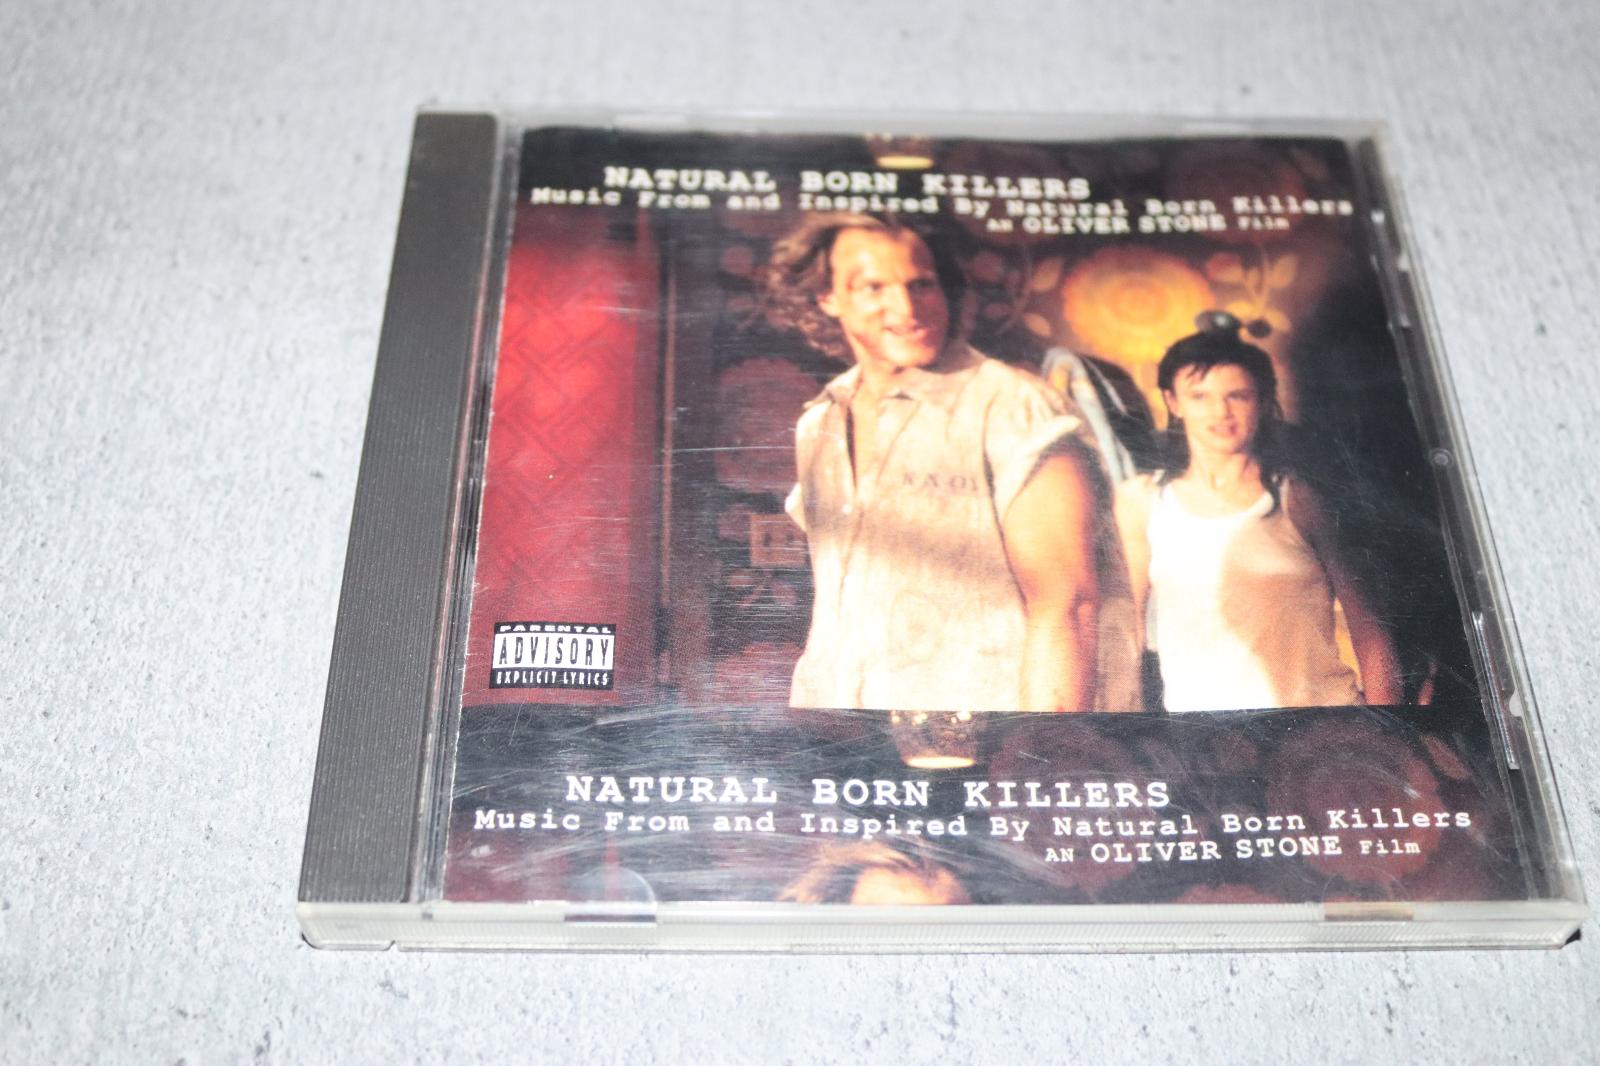 NATURAL BORN KILLERS
Music From and Inspired By Natural Born Killers
AN OLIVER STONE Film
PARENTAL
ADVISORY
EXPLICIT LYRICS
NATURAL BORN KILLERS
Music From and Inspired By Natural Born Killers
AN OLIVER STONE Film